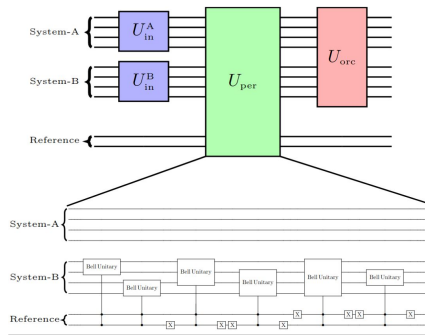 System-A
U_in^A
System-B
U_in^B
U_per
U_orc
Reference
System-A
System-B
Bell Unitary
Bell Unitary
Bell Unitary
Bell Unitary
Bell Unitary
Bell Unitary
Reference
X X X X X X X X X